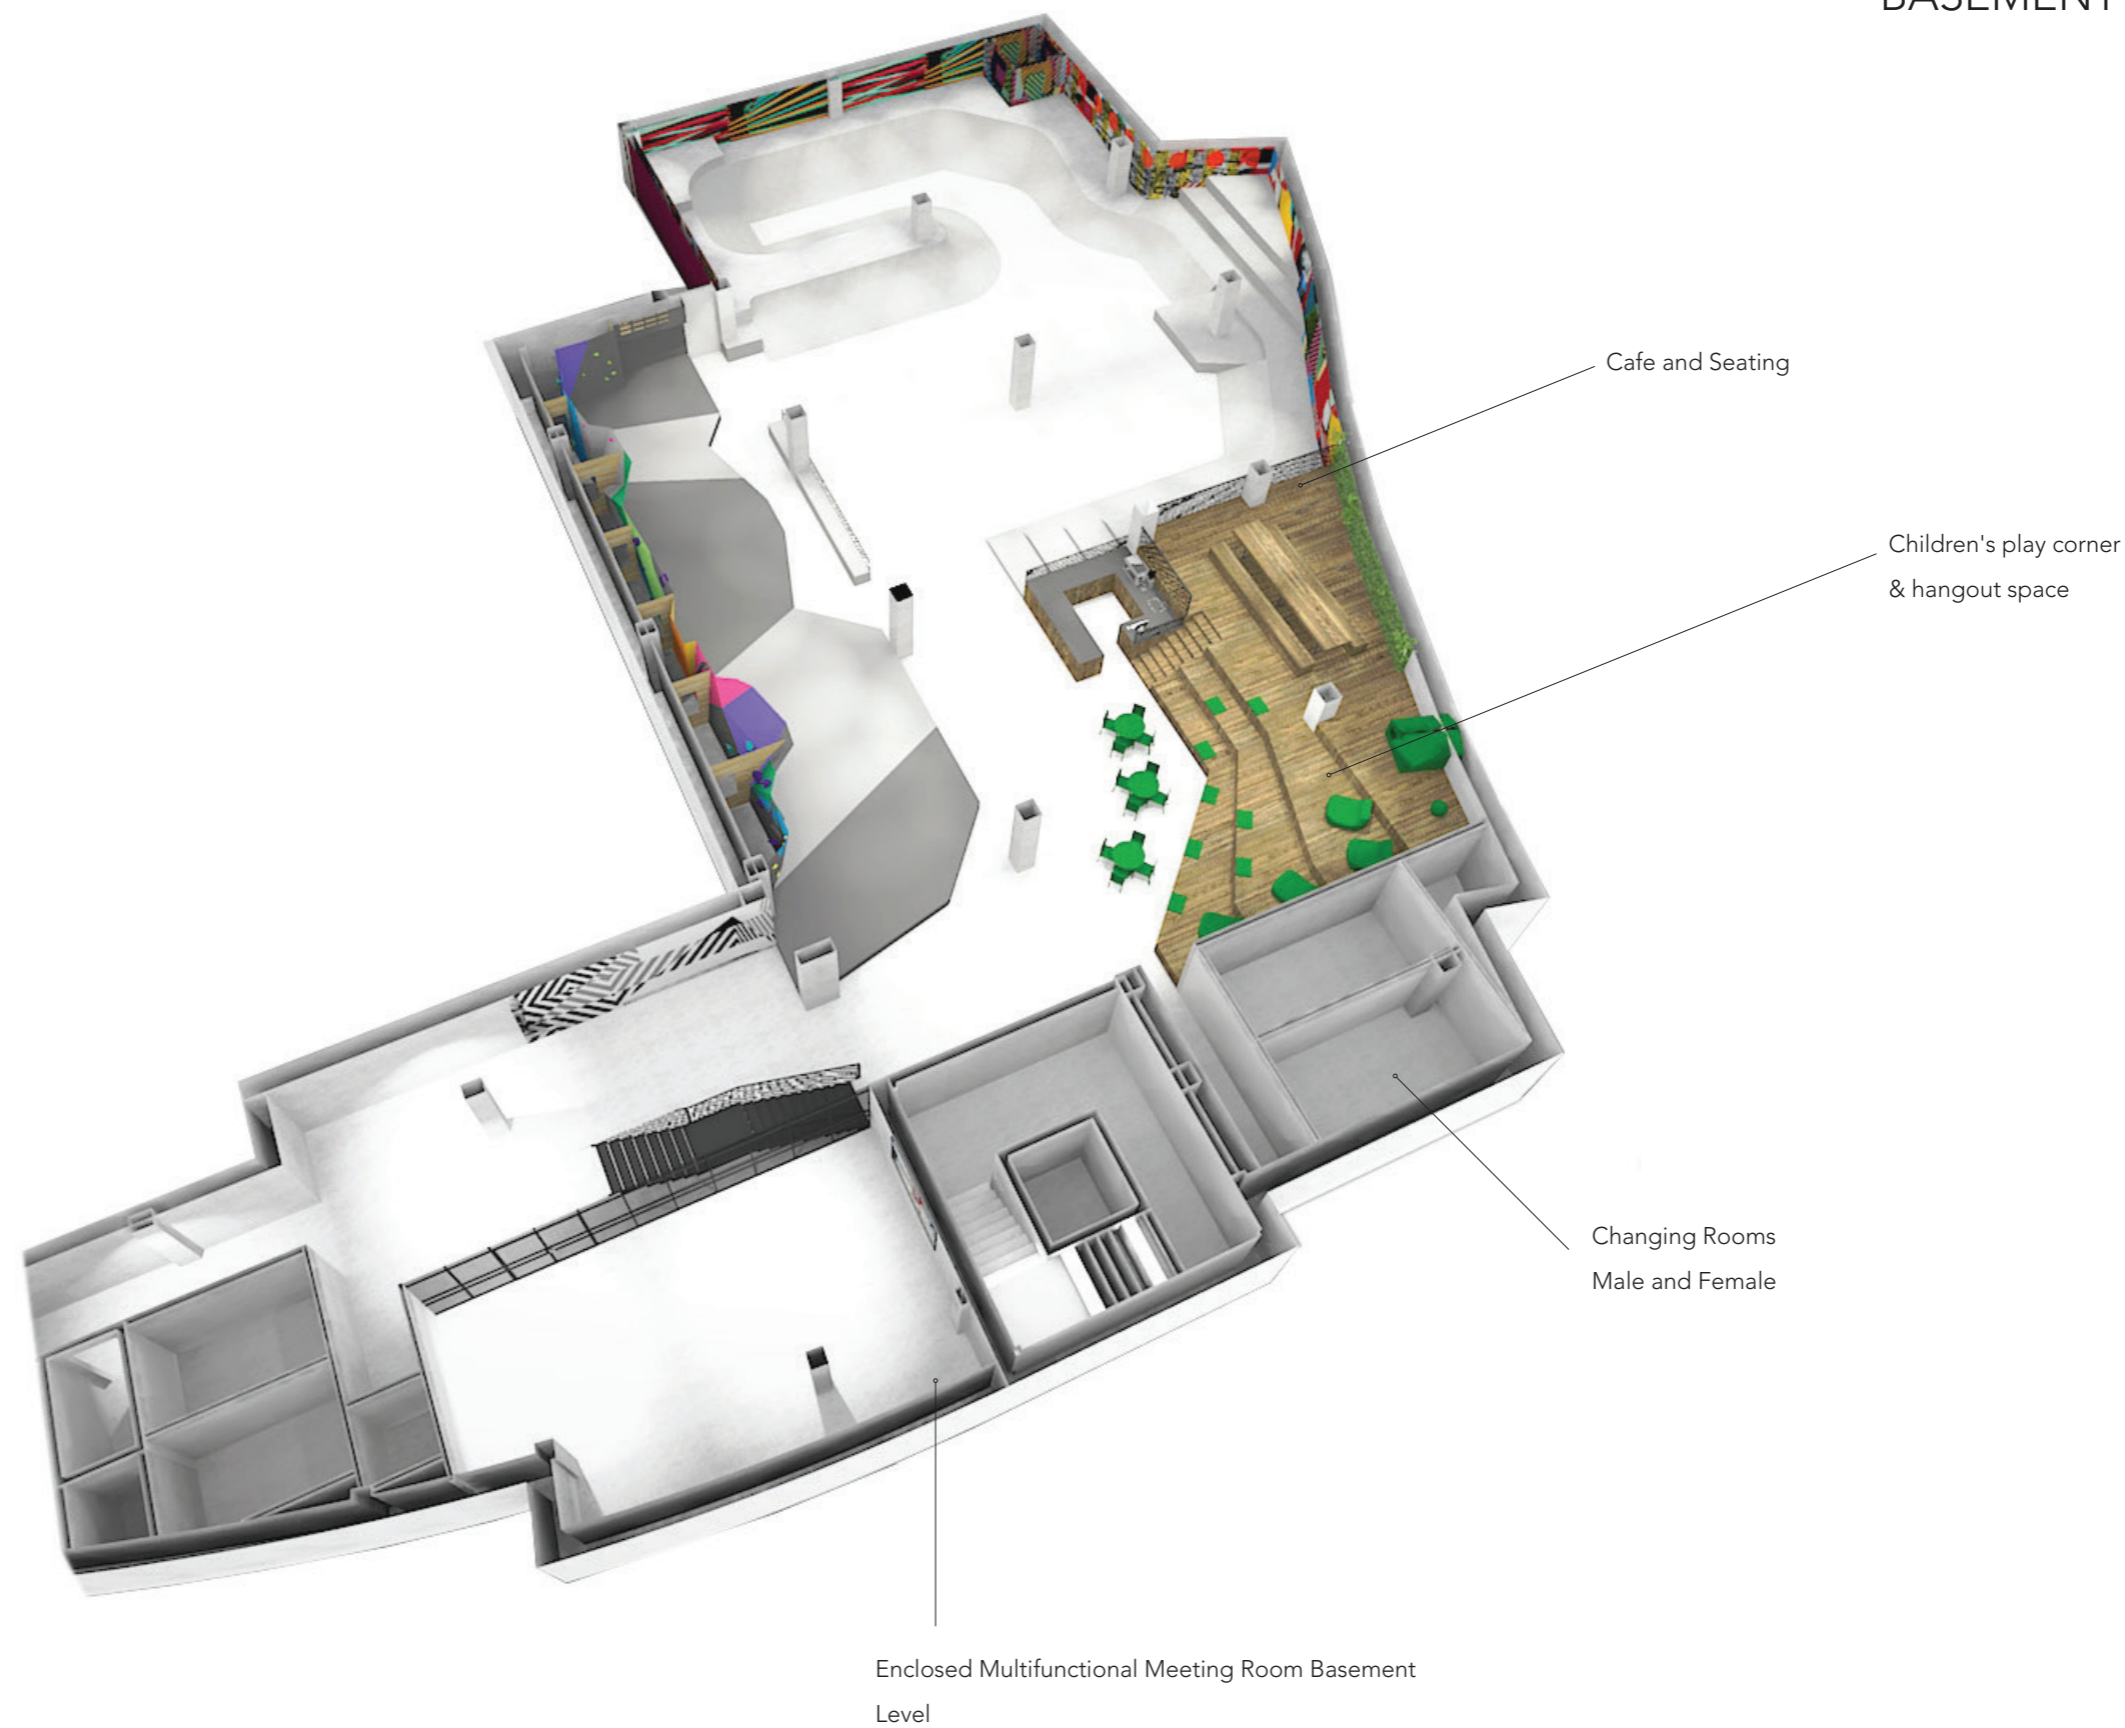 BASEMENT
Cafe and Seating
Children's play corner
& hangout space
Changing Rooms
Male and Female
Enclosed Multifunctional Meeting Room Basement
Level